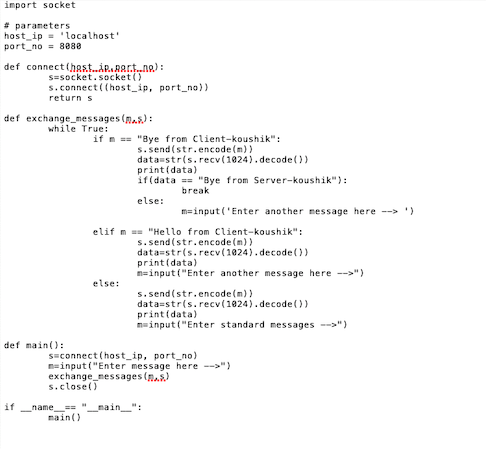 import socket

# parameters
host_ip = 'localhost'
port_no = 8080

def connect(host_ip,port_no):
        s=socket.socket()
        s.connect((host_ip, port_no))
        return s

def exchange_messages(m,s):
        while True:
                if m == "Bye from Client-koushik":
                        s.send(str.encode(m))
                        data=str(s.recv(1024).decode())
                        print(data)
                        if(data == "Bye from Server-koushik"):
                                break
                        else:
                                m=input('Enter another message here --> ')

                elif m == "Hello from Client-koushik":
                        s.send(str.encode(m))
                        data=str(s.recv(1024).decode())
                        print(data)
                        m=input("Enter another message here -->")
                else:
                        s.send(str.encode(m))
                        data=str(s.recv(1024).decode())
                        print(data)
                        m=input("Enter standard messages -->")

def main():
        s=connect(host_ip, port_no)
        m=input("Enter message here -->")
        exchange_messages(m,s)
        s.close()

if __name__== "__main__":
        main()